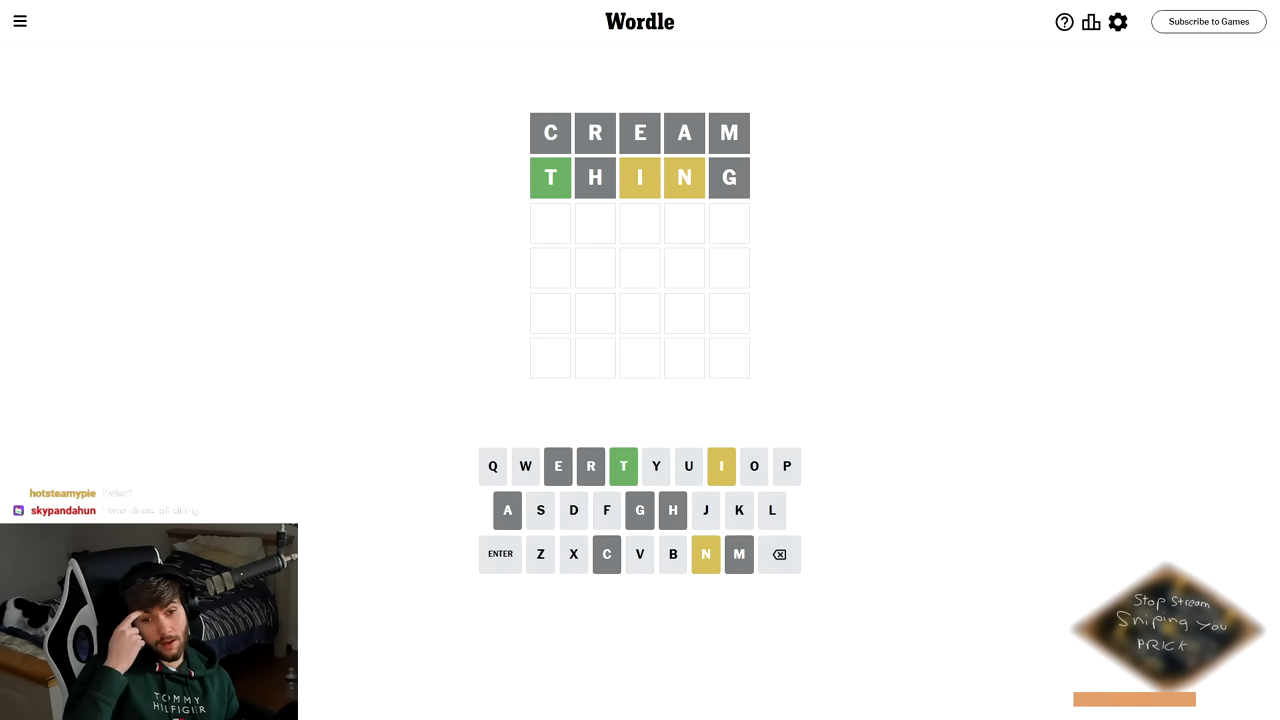 Wordle
Subscribe to Games
C R E A M
T H I N G
Q W E R T Y U I O P
A S D F G H J K L
ENTER Z X C V B N M
hotsteamypie
skypandahun
TOMMY
HILFIGER
Stop Stream
Sniping You
PRICK